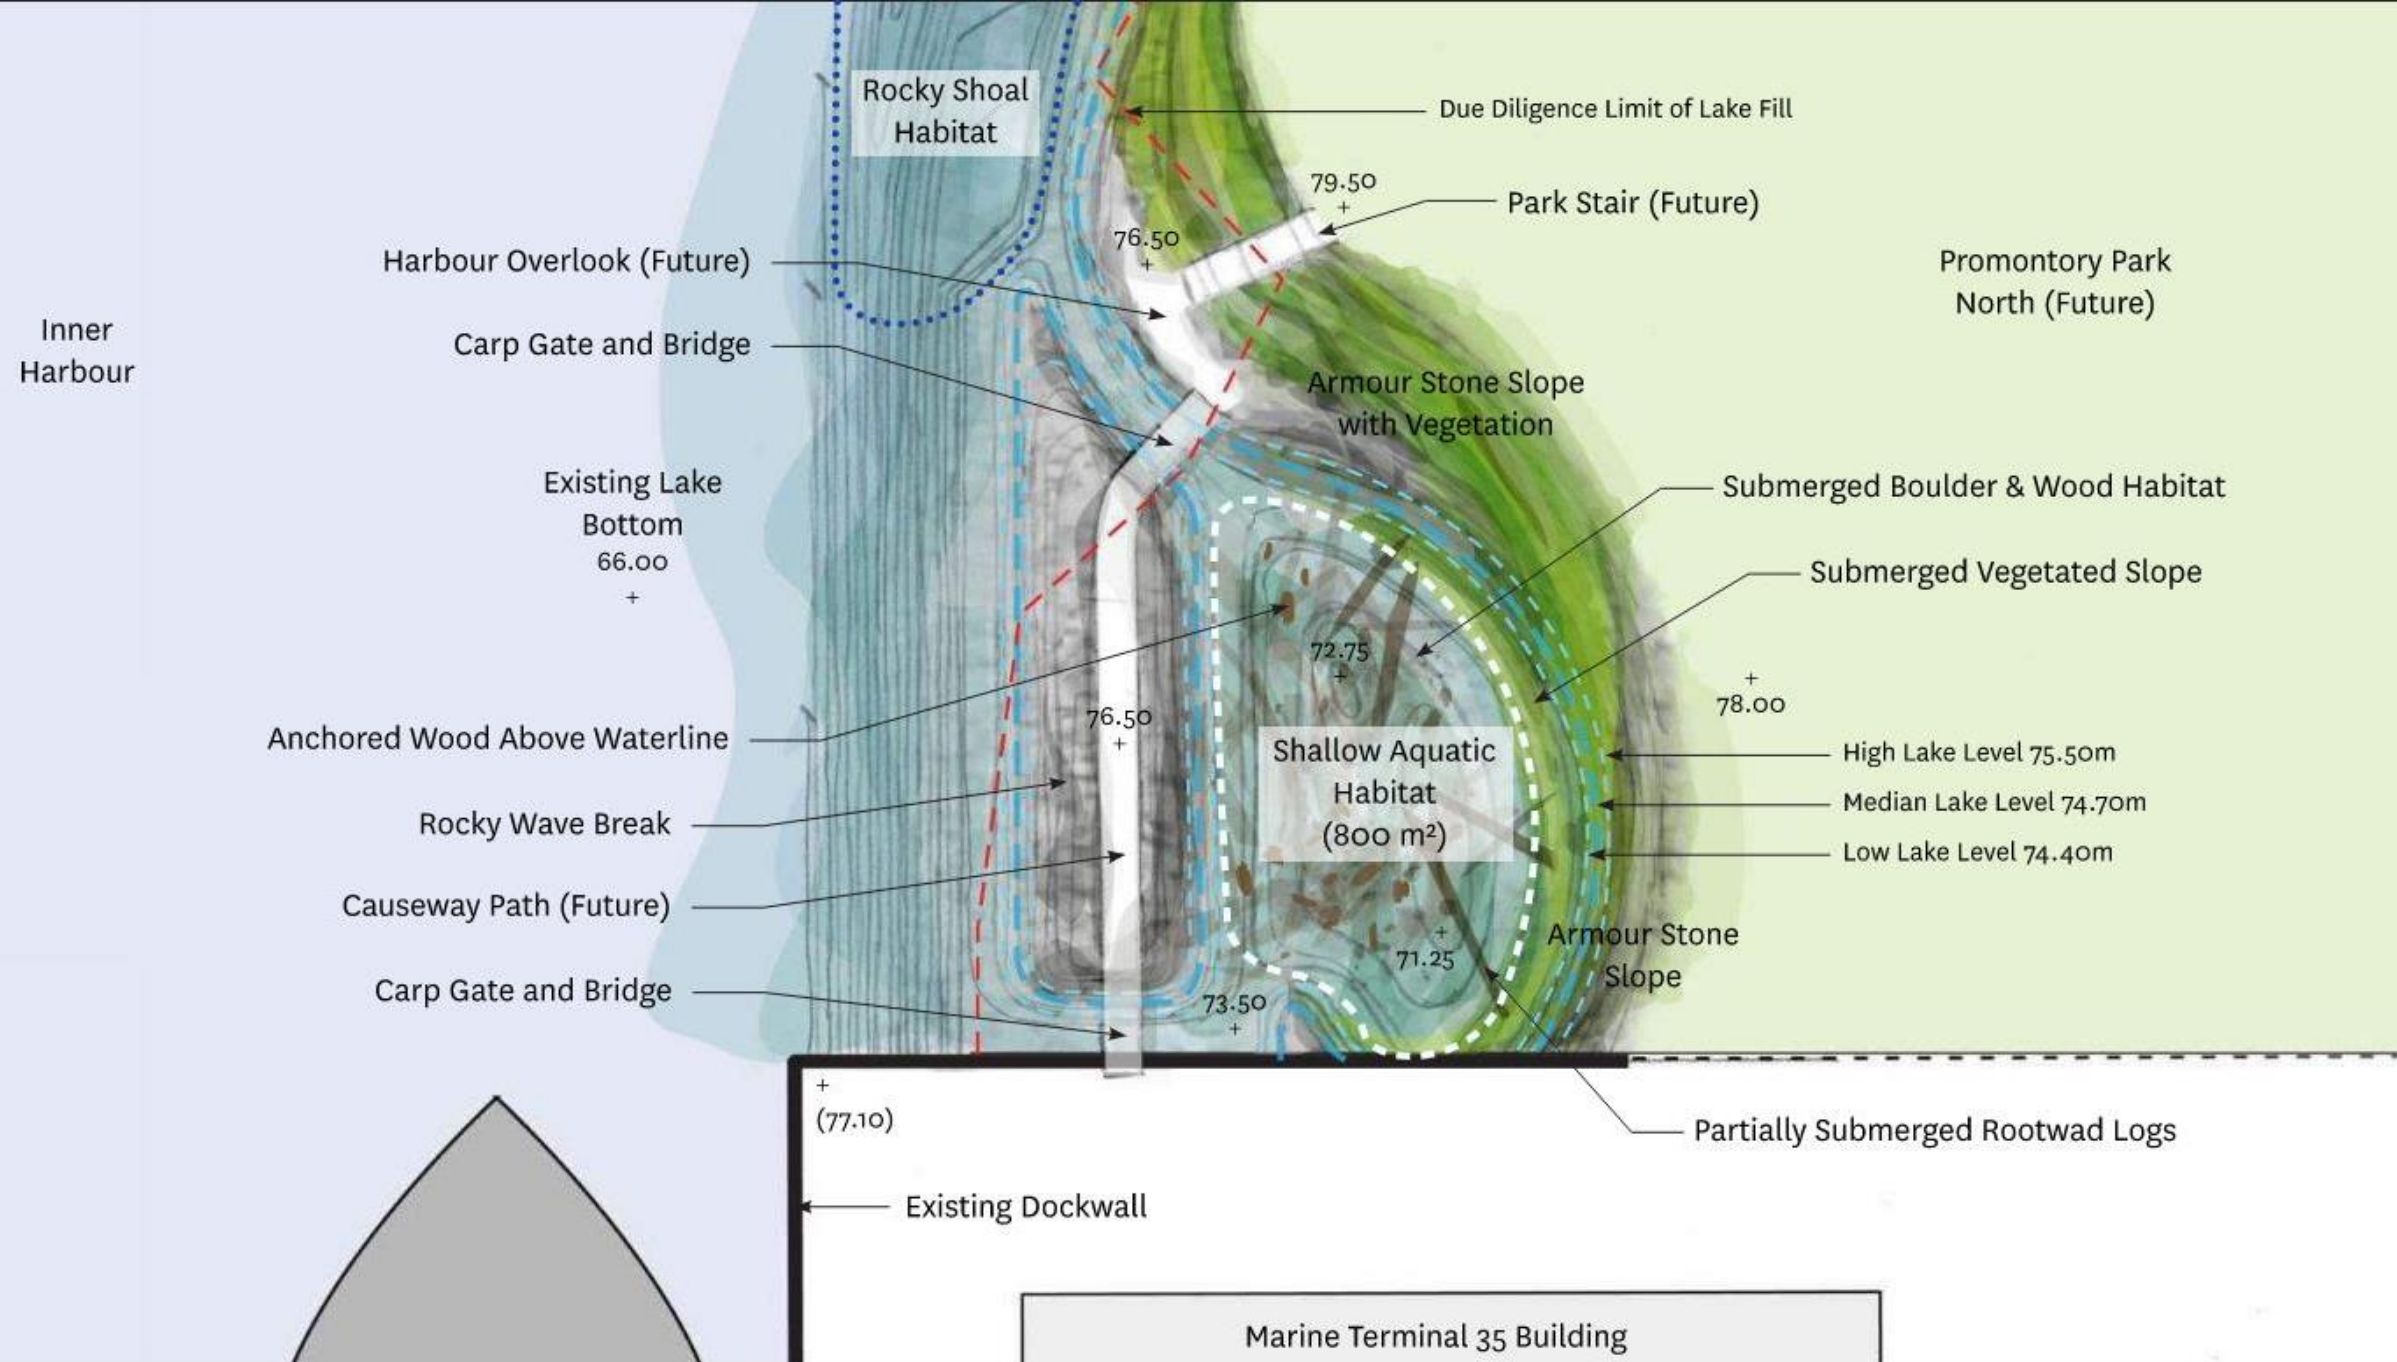 Rocky Shoal
Habitat
Due Diligence Limit of Lake Fill
79.50
+
Park Stair (Future)
76.50
+
Harbour Overlook (Future)
Promontory Park
North (Future)
Inner
Harbour
Carp Gate and Bridge
Armour Stone Slope
with Vegetation
Existing Lake
Bottom
66.00
+
Submerged Boulder & Wood Habitat
Submerged Vegetated Slope
72.75
+
+
78.00
76.50
+
Anchored Wood Above Waterline
Shallow Aquatic
Habitat
(800 m²)
High Lake Level 75.50m
Median Lake Level 74.70m
Low Lake Level 74.40m
Rocky Wave Break
Causeway Path (Future)
+
71.25
Armour Stone
Slope
Carp Gate and Bridge
73.50
+
+
(77.10)
Partially Submerged Rootwad Logs
Existing Dockwall
Marine Terminal 35 Building